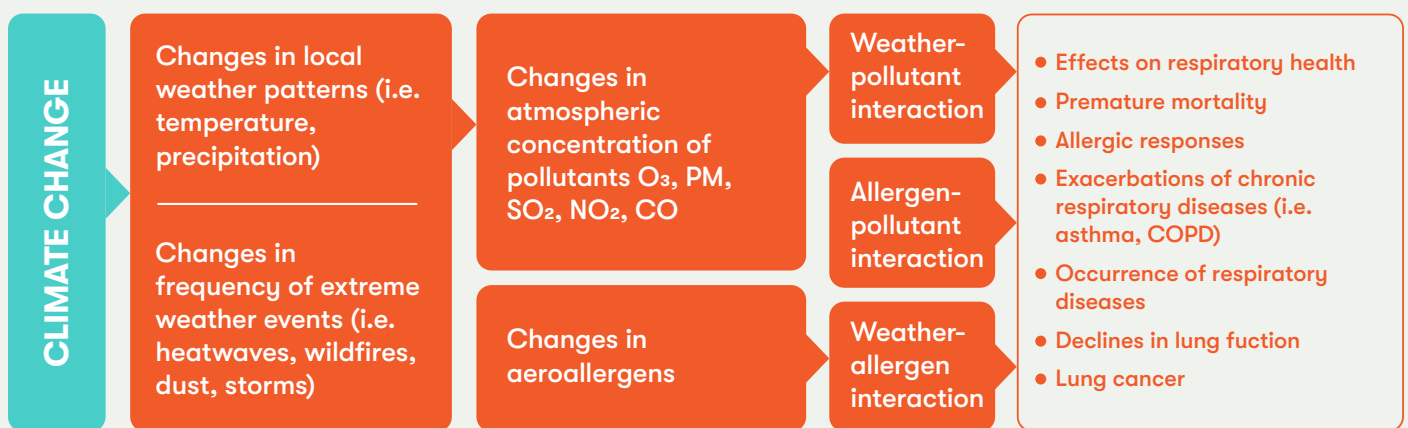 CLIMATE CHANGE
Changes in local
weather patterns (i.e.
temperature,
precipitation)
Changes in
frequency of extreme
weather events (i.e.
heatwaves, wildfires,
dust, storms)
Changes in
atmospheric
concentration of
pollutants O₃, PM,
SO₂, NO₂, CO
Changes in
aeroallergens
Weather-
pollutant
interaction
Allergen-
pollutant
interaction
Weather-
allergen
interaction
• Effects on respiratory health
• Premature mortality
• Allergic responses
• Exacerbations of chronic
respiratory diseases (i.e.
asthma, COPD)
• Occurrence of respiratory
diseases
• Declines in lung fuction
• Lung cancer